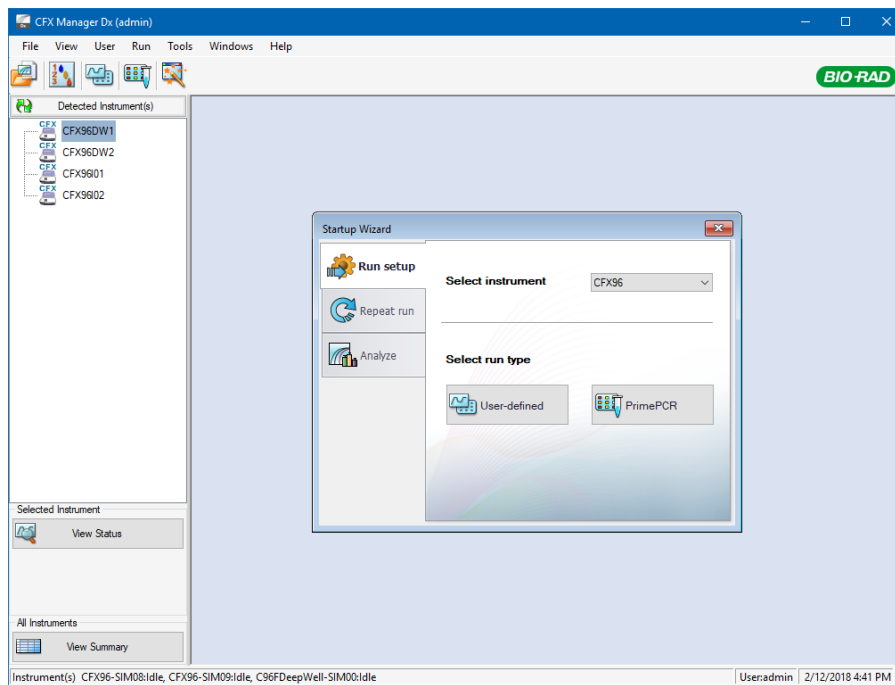 CFX Manager Dx (admin)
File View User Run Tools Windows Help
BIO-RAD
Detected Instrument(s)
CFX CFX96DW1
CFX CFX96DW2
CFX CFX96I01
CFX CFX96I02
Startup Wizard
Run setup
Repeat run
Analyze
Select instrument CFX96
Select run type
User-defined PrimePCR
Selected Instrument
View Status
All Instruments
View Summary
Instrument(s) CFX96-SIM08:Idle, CFX96-SIM09:Idle, C96FDeepWell-SIM00:Idle User:admin 2/12/2018 4:41 PM